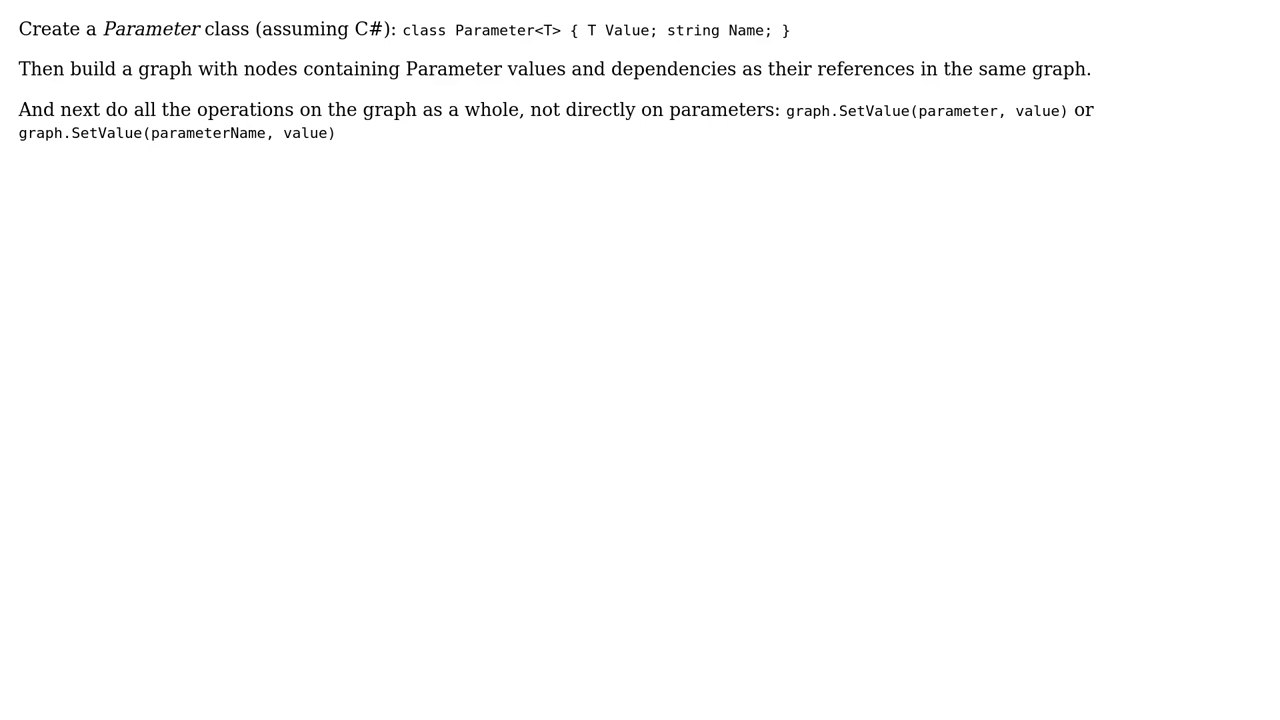 Create a Parameter class (assuming C#): class Parameter<T> { T Value; string Name; }
Then build a graph with nodes containing Parameter values and dependencies as their references in the same graph.
And next do all the operations on the graph as a whole, not directly on parameters: graph.SetValue(parameter, value) or
graph.SetValue(parameterName, value)